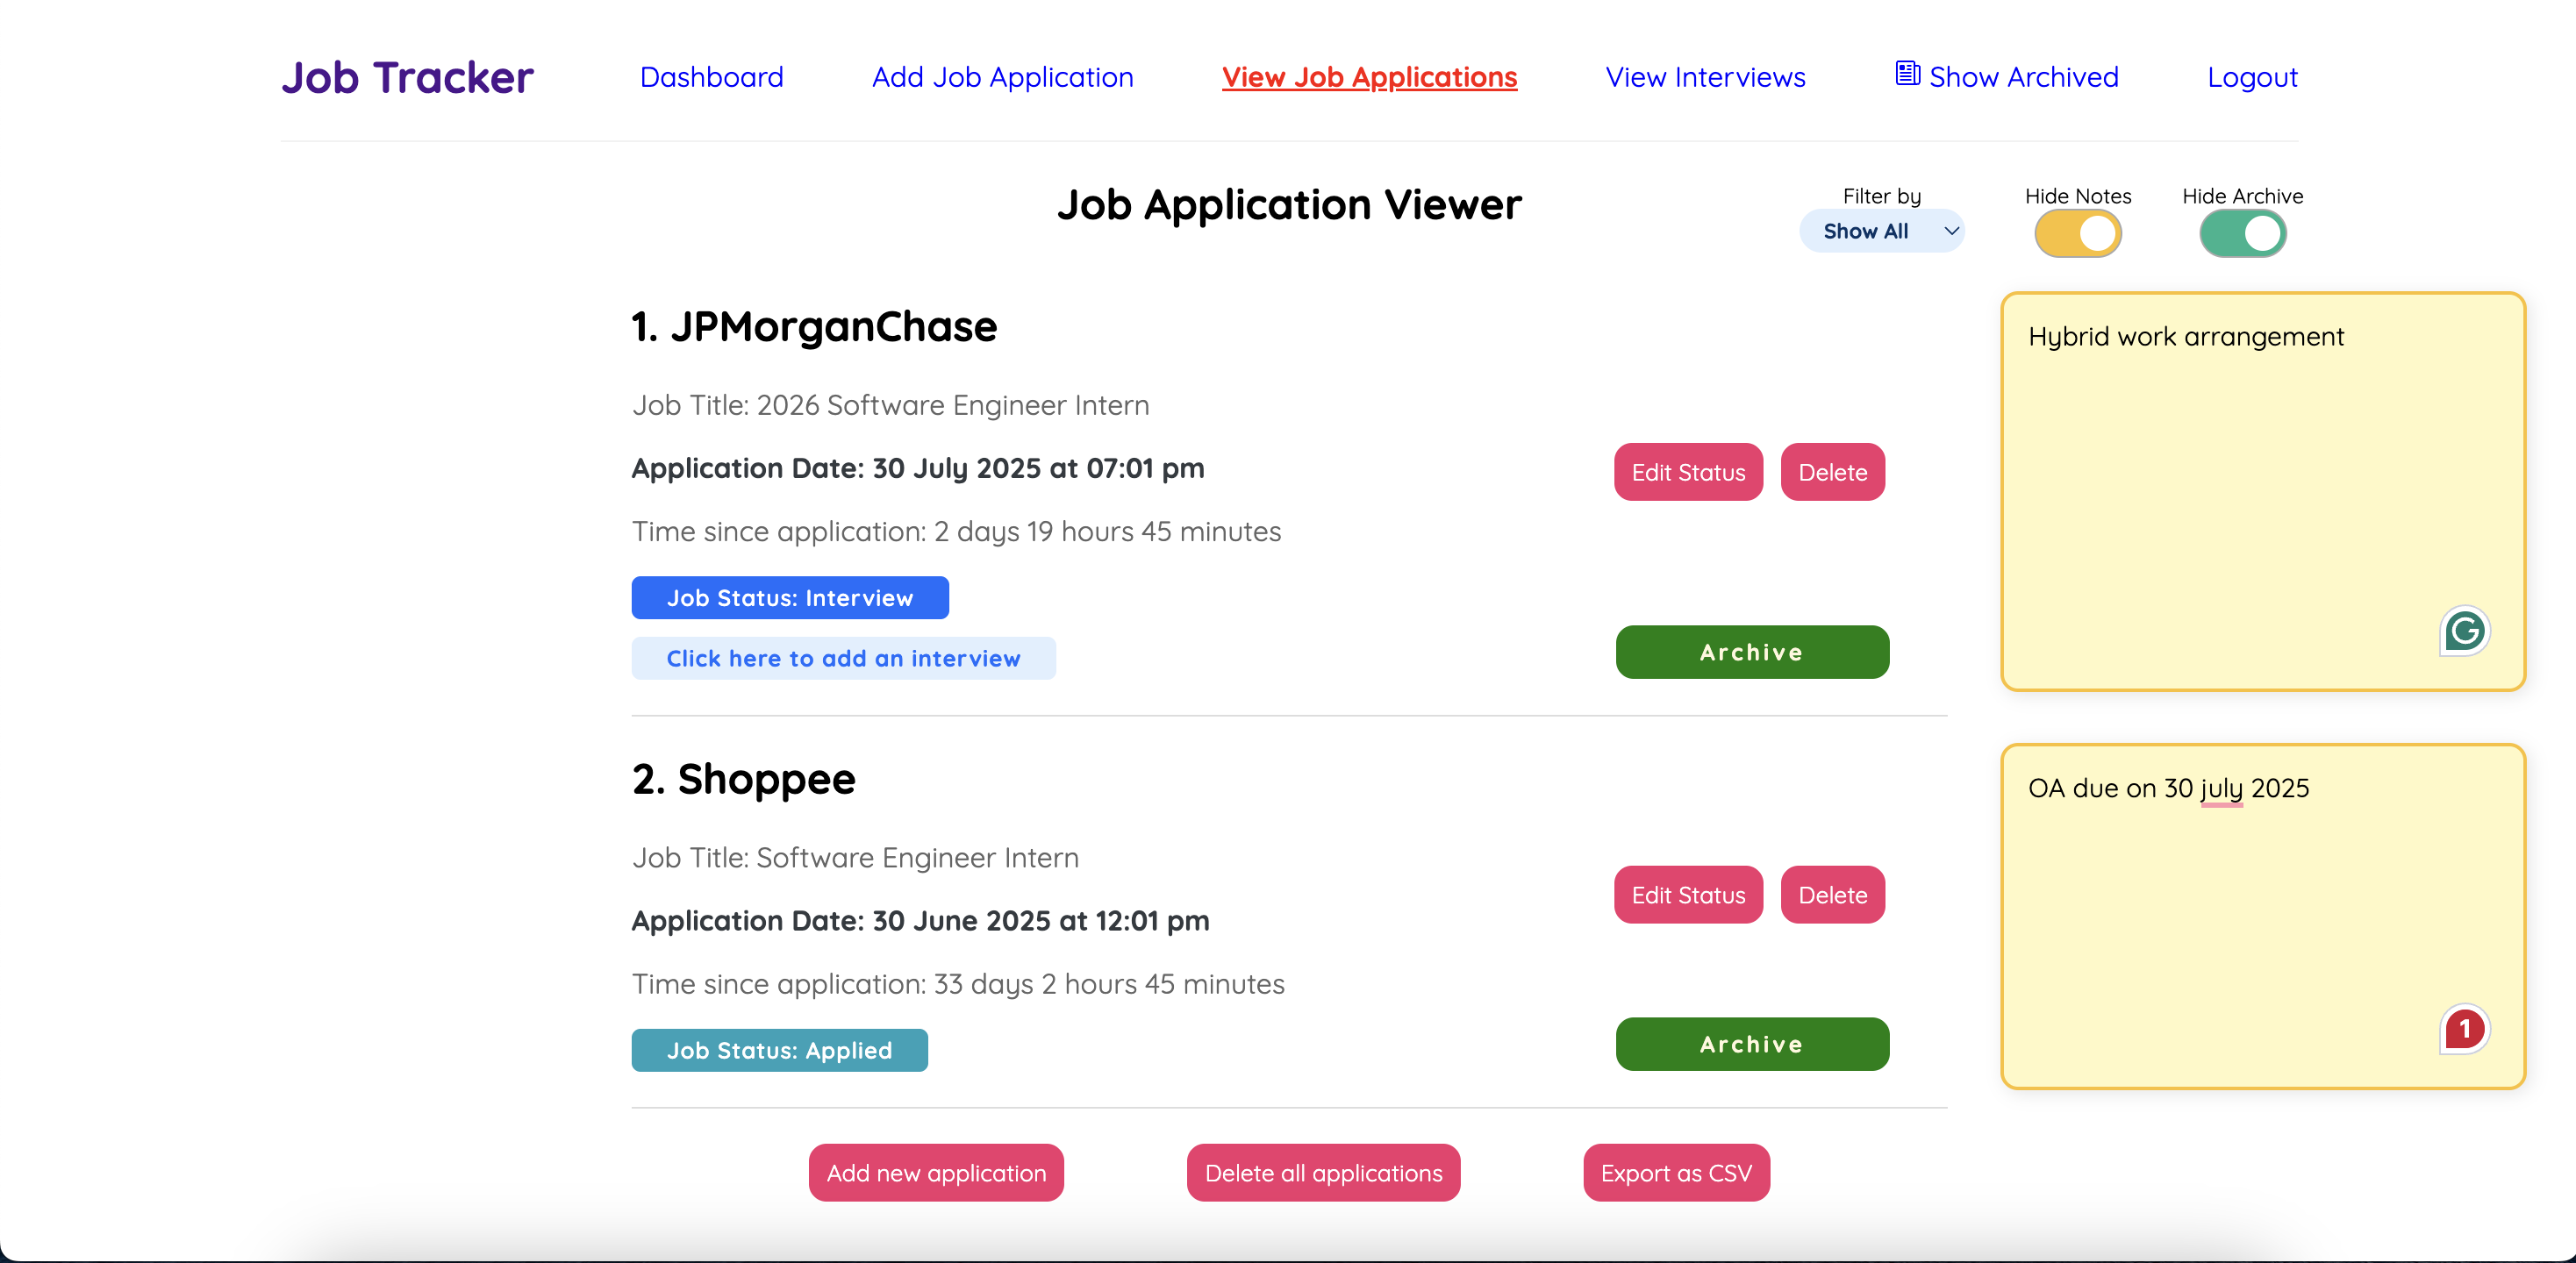 Job Tracker
Dashboard
Add Job Application
View Job Applications
View Interviews
Show Archived
Logout
Job Application Viewer
Filter by
Show All
Hide Notes
Hide Archive
1. JPMorganChase
Job Title: 2026 Software Engineer Intern
Application Date: 30 July 2025 at 07:01 pm
Time since application: 2 days 19 hours 45 minutes
Job Status: Interview
Click here to add an interview
Edit Status
Delete
Archive
Hybrid work arrangement
2. Shoppee
Job Title: Software Engineer Intern
Application Date: 30 June 2025 at 12:01 pm
Time since application: 33 days 2 hours 45 minutes
Job Status: Applied
Edit Status
Delete
Archive
OA due on 30 july 2025
1
Add new application
Delete all applications
Export as CSV